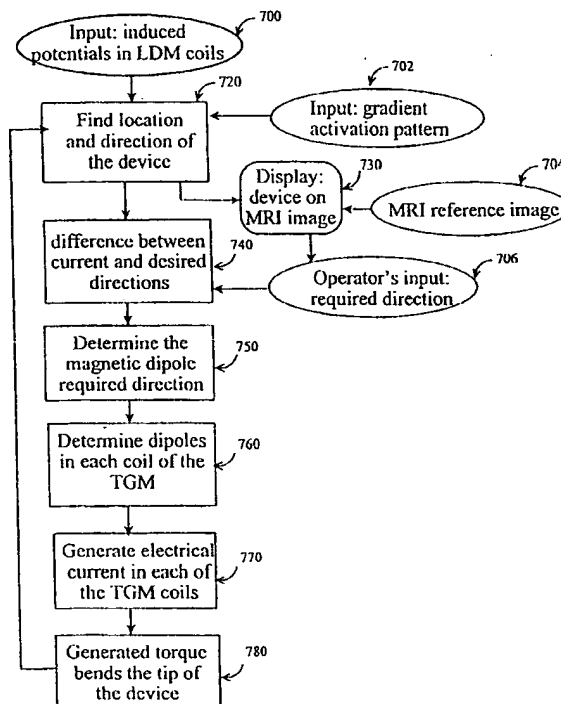 Input: induced
potentials in LDM coils
700
720
702
Find location
and direction of
the device
Input: gradient
activation pattern
730
Display:
device on
MRI image
704
MRI reference image
difference between
current and desired
directions
740
706
Operator's input:
required direction
Determine the
magnetic dipole
required direction
750
Determine dipoles
in each coil of the
TGM
760
Generate electrical
current in each of
the TGM coils
770
Generated torque
bends the tip of
the device
780